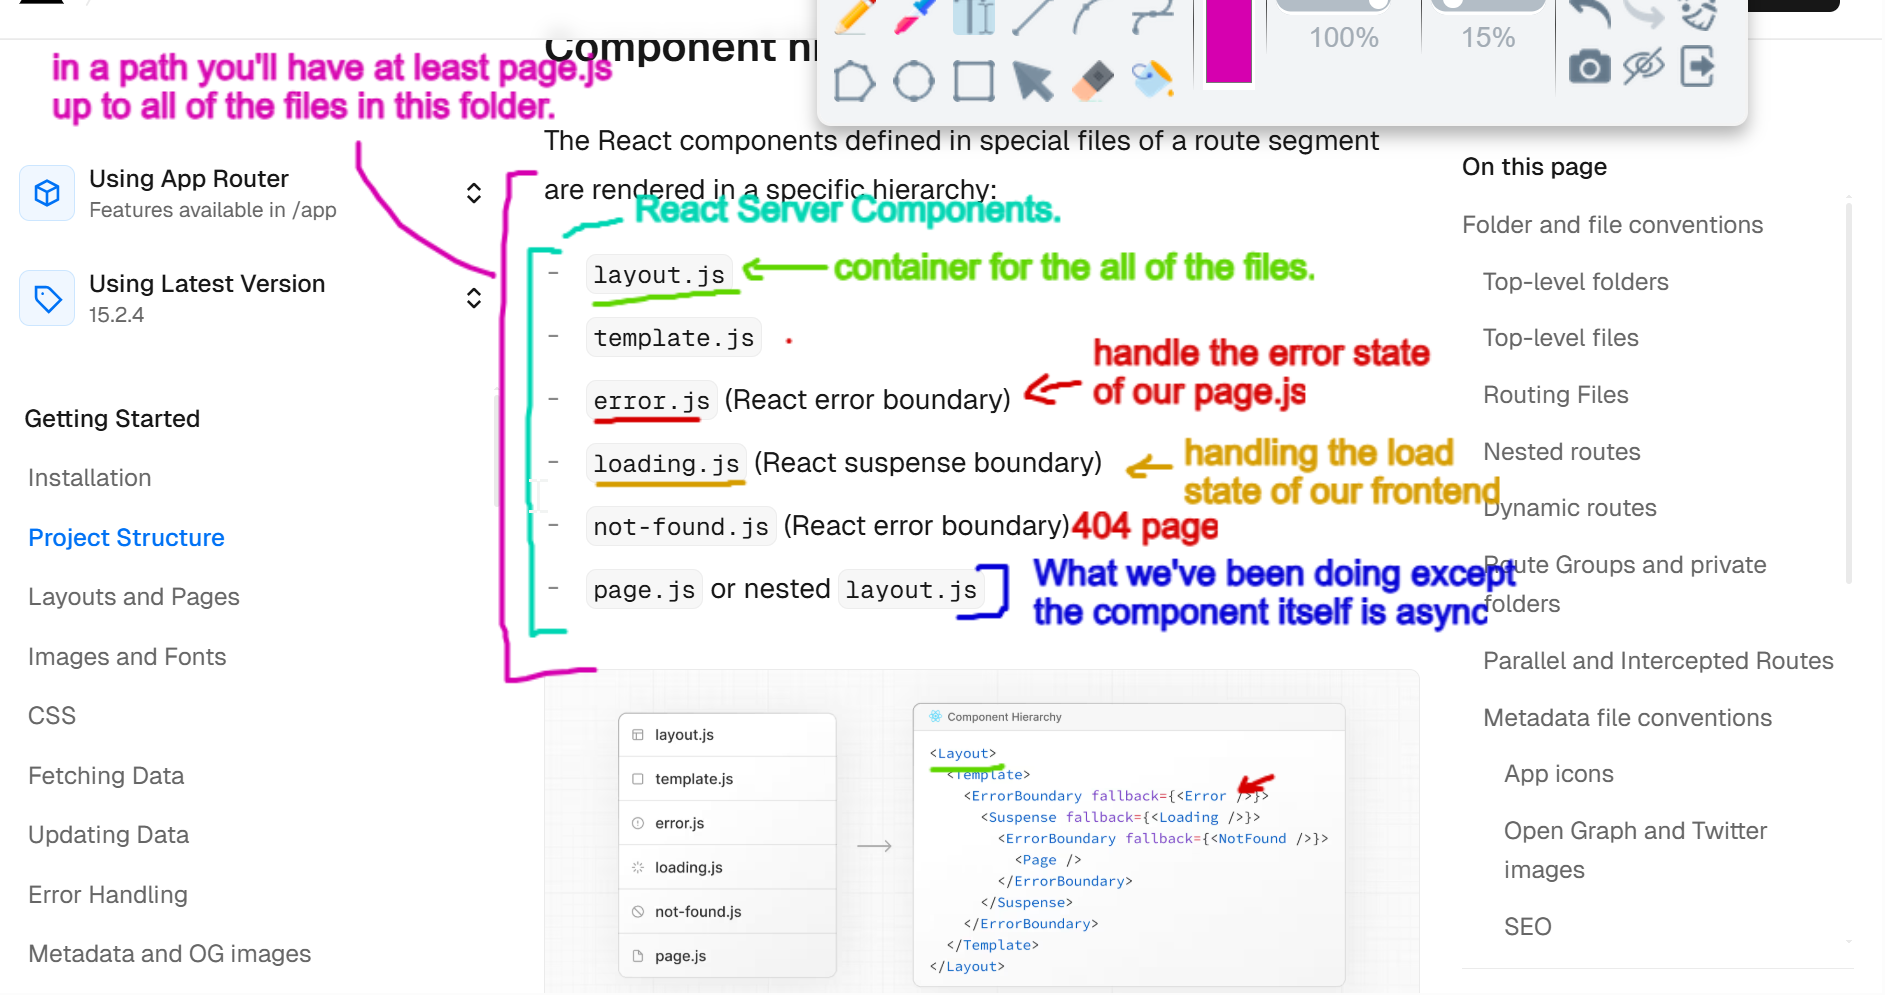 Component hi
100%
15%
in a path you'll have at least page.js
up to all of the files in this folder.
Using App Router
Features available in /app
Using Latest Version
15.2.4
Getting Started
Installation
Project Structure
Layouts and Pages
Images and Fonts
CSS
Fetching Data
Updating Data
Error Handling
Metadata and OG images
The React components defined in special files of a route segment
are rendered in a specific hierarchy:
React Server Components.
- layout.js
container for the all of the files.
- template.js
- error.js (React error boundary)
handle the error state
of our page.js
- loading.js (React suspense boundary)
handling the load
state of our frontend
- not-found.js (React error boundary)
404 page
- page.js or nested layout.js
What we've been doing except
the component itself is async
layout.js
template.js
error.js
loading.js
not-found.js
page.js
Component Hierarchy
<Layout>
<Template>
<ErrorBoundary fallback={<Error />}>
<Suspense fallback={<Loading />}>
<ErrorBoundary fallback={<NotFound />}>
<Page />
</ErrorBoundary>
</Suspense>
</ErrorBoundary>
</Template>
</Layout>
On this page
Folder and file conventions
Top-level folders
Top-level files
Routing Files
Nested routes
Dynamic routes
Route Groups and private
folders
Parallel and Intercepted Routes
Metadata file conventions
App icons
Open Graph and Twitter
images
SEO